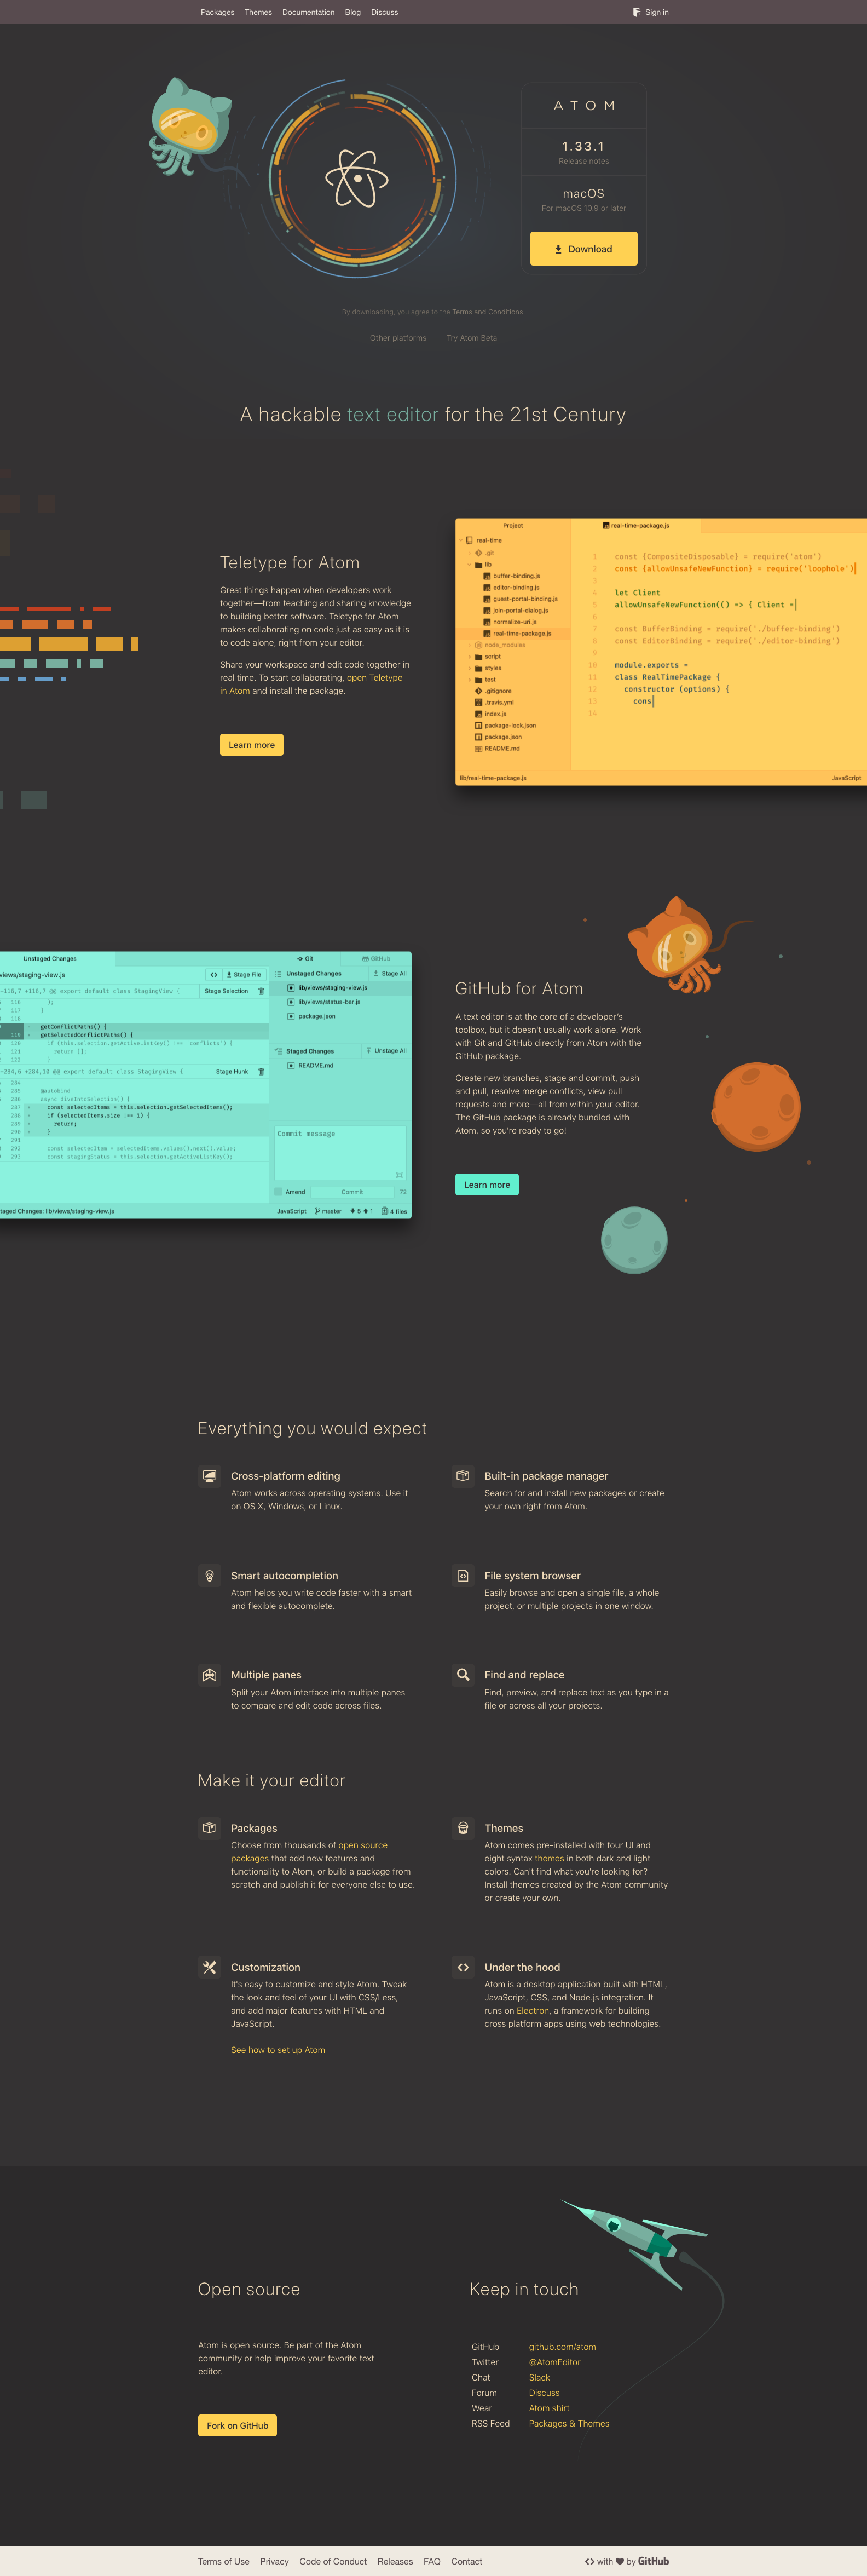 Packages Themes Documentation Blog Discuss Sign in
ATOM
1.33.1
Release notes
macOS
For macOS 10.9 or later
Download
By downloading, you agree to the Terms and Conditions.
Other platforms Try Atom Beta
A hackable text editor for the 21st Century
Teletype for Atom
Great things happen when developers work
together—from teaching and sharing knowledge
to building better software. Teletype for Atom
makes collaborating on code just as easy as it is
to code alone, right from your editor.
Share your workspace and edit code together in
real time. To start collaborating, open Teletype
in Atom and install the package.
Learn more
Project
real-time
.git
lib
buffer-binding.js
editor-binding.js
guest-portal-binding.js
join-portal-dialog.js
normalize-uri.js
real-time-package.js
node_modules
script
styles
test
.gitignore
.travis.yml
index.js
package-lock.json
package.json
README.md
real-time-package.js
1 const {CompositeDisposable} = require('atom')
2 const {allowUnsafeNewFunction} = require('loophole')
3
4 let Client
5 allowUnsafeNewFunction(() => { Client =
6
7 const BufferBinding = require('./buffer-binding')
8 const EditorBinding = require('./editor-binding')
9
10 module.exports =
11 class RealTimePackage {
12 constructor (options) {
13 cons
14
lib/real-time-package.js JavaScript
Unstaged Changes
views/staging-view.js Stage File
-116,7 +116,7 @@ export default class StagingView { Stage Selection
116 };
117 }
118
getConflictPaths() {
119 getSelectedConflictPaths() {
120 if (this.selection.getActiveListKey() !== 'conflicts') {
121 return [];
122 }
-284,6 +284,10 @@ export default class StagingView { Stage Hunk
284
285 @autobind
286 async diveIntoSelection() {
287 + const selectedItems = this.selection.getSelectedItems();
288 + if (selectedItems.size !== 1) {
289 + return;
290 + }
291
292 const selectedItem = selectedItems.values().next().value;
293 const stagingStatus = this.selection.getActiveListKey();
Git GitHub
Unstaged Changes Stage All
lib/views/staging-view.js
lib/views/status-bar.js
package.json
Staged Changes Unstage All
README.md
Commit message
Amend Commit 72
taged Changes: lib/views/staging-view.js JavaScript master 5 1 4 files
GitHub for Atom
A text editor is at the core of a developer's
toolbox, but it doesn't usually work alone. Work
with Git and GitHub directly from Atom with the
GitHub package.
Create new branches, stage and commit, push
and pull, resolve merge conflicts, view pull
requests and more—all from within your editor.
The GitHub package is already bundled with
Atom, so you're ready to go!
Learn more
Everything you would expect
Cross-platform editing
Atom works across operating systems. Use it
on OS X, Windows, or Linux.
Built-in package manager
Search for and install new packages or create
your own right from Atom.
Smart autocompletion
Atom helps you write code faster with a smart
and flexible autocomplete.
File system browser
Easily browse and open a single file, a whole
project, or multiple projects in one window.
Multiple panes
Split your Atom interface into multiple panes
to compare and edit code across files.
Find and replace
Find, preview, and replace text as you type in a
file or across all your projects.
Make it your editor
Packages
Choose from thousands of open source
packages that add new features and
functionality to Atom, or build a package from
scratch and publish it for everyone else to use.
Themes
Atom comes pre-installed with four UI and
eight syntax themes in both dark and light
colors. Can't find what you're looking for?
Install themes created by the Atom community
or create your own.
Customization
It's easy to customize and style Atom. Tweak
the look and feel of your UI with CSS/Less,
and add major features with HTML and
JavaScript.
See how to set up Atom
Under the hood
Atom is a desktop application built with HTML,
JavaScript, CSS, and Node.js integration. It
runs on Electron, a framework for building
cross platform apps using web technologies.
Open source
Atom is open source. Be part of the Atom
community or help improve your favorite text
editor.
Fork on GitHub
Keep in touch
GitHub github.com/atom
Twitter @AtomEditor
Chat Slack
Forum Discuss
Wear Atom shirt
RSS Feed Packages & Themes
Terms of Use Privacy Code of Conduct Releases FAQ Contact
with by GitHub